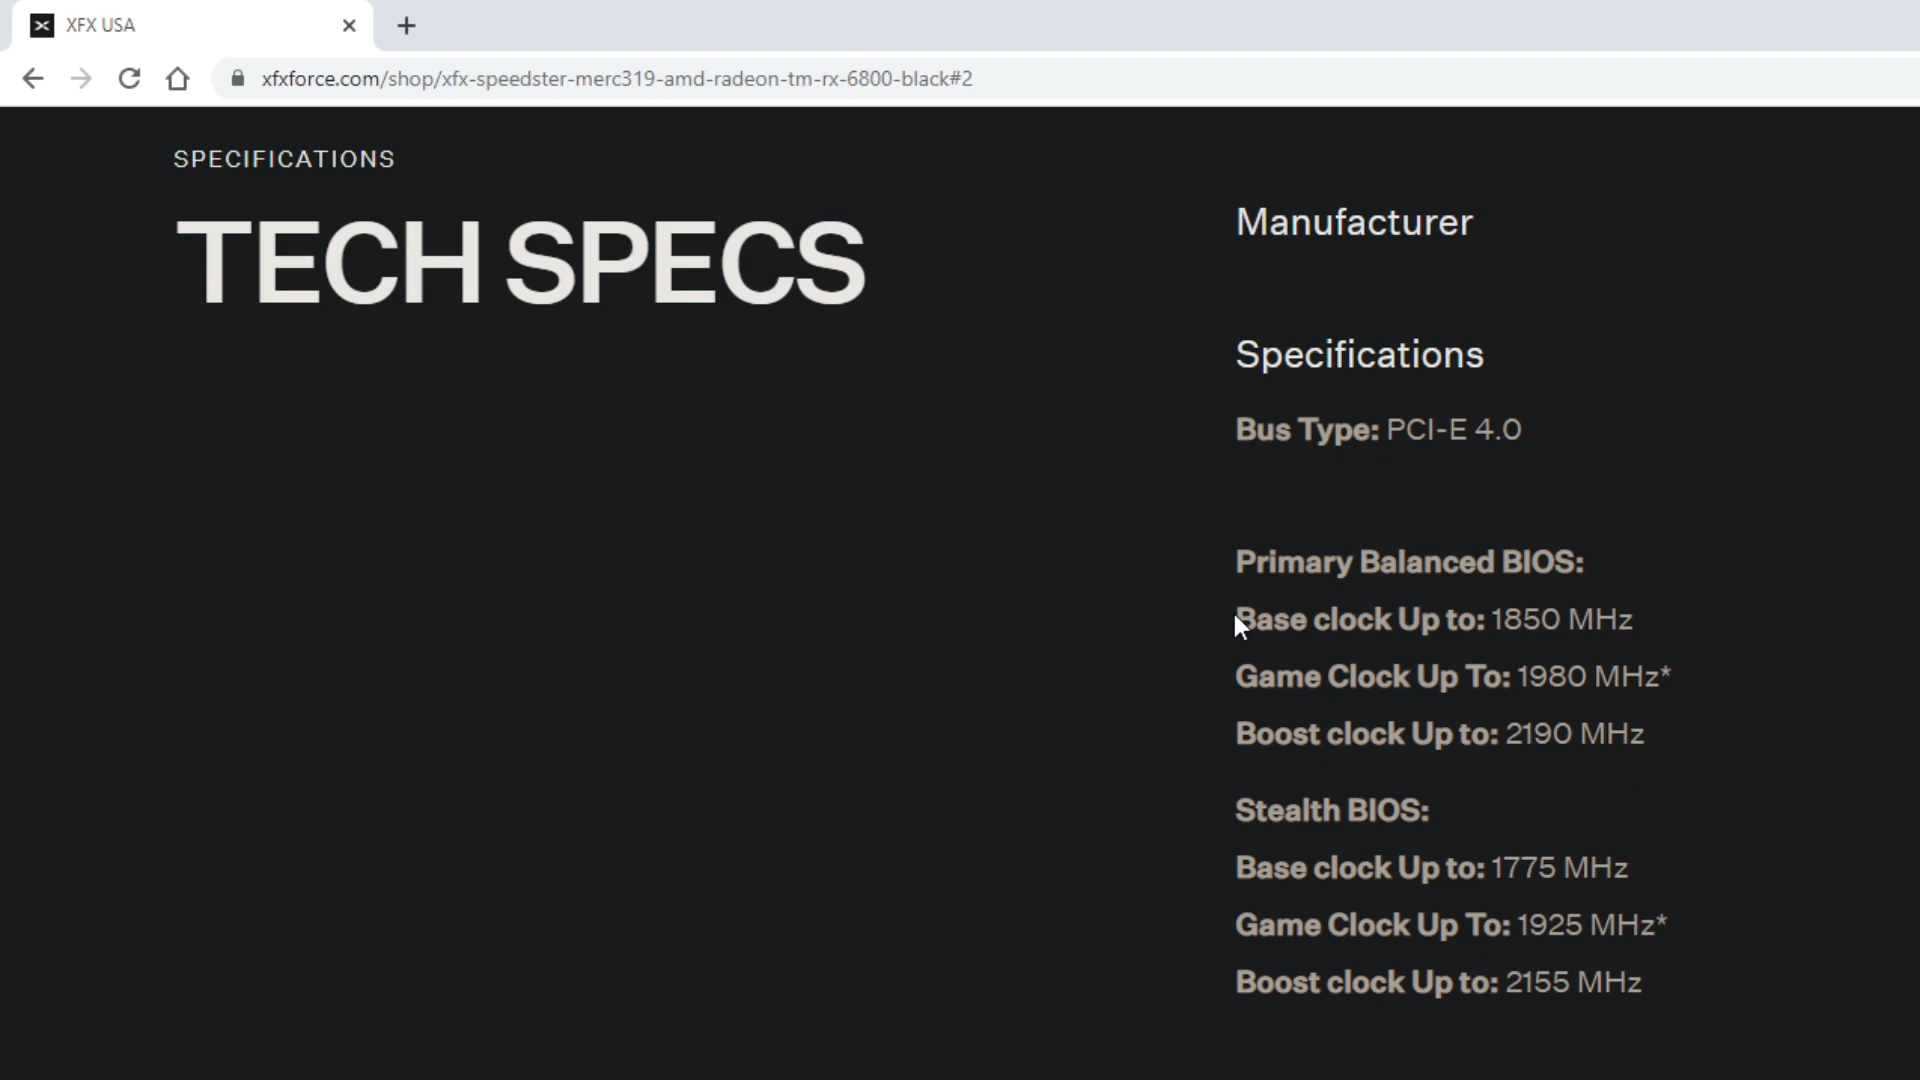 XFX USA
xfxforce.com/shop/xfx-speedster-merc319-amd-radeon-tm-rx-6800-black#2
SPECIFICATIONS
TECH SPECS
Manufacturer
Specifications
Bus Type: PCI-E 4.0
Primary Balanced BIOS:
Base clock Up to: 1850 MHz
Game Clock Up To: 1980 MHz*
Boost clock Up to: 2190 MHz
Stealth BIOS:
Base clock Up to: 1775 MHz
Game Clock Up To: 1925 MHz*
Boost clock Up to: 2155 MHz